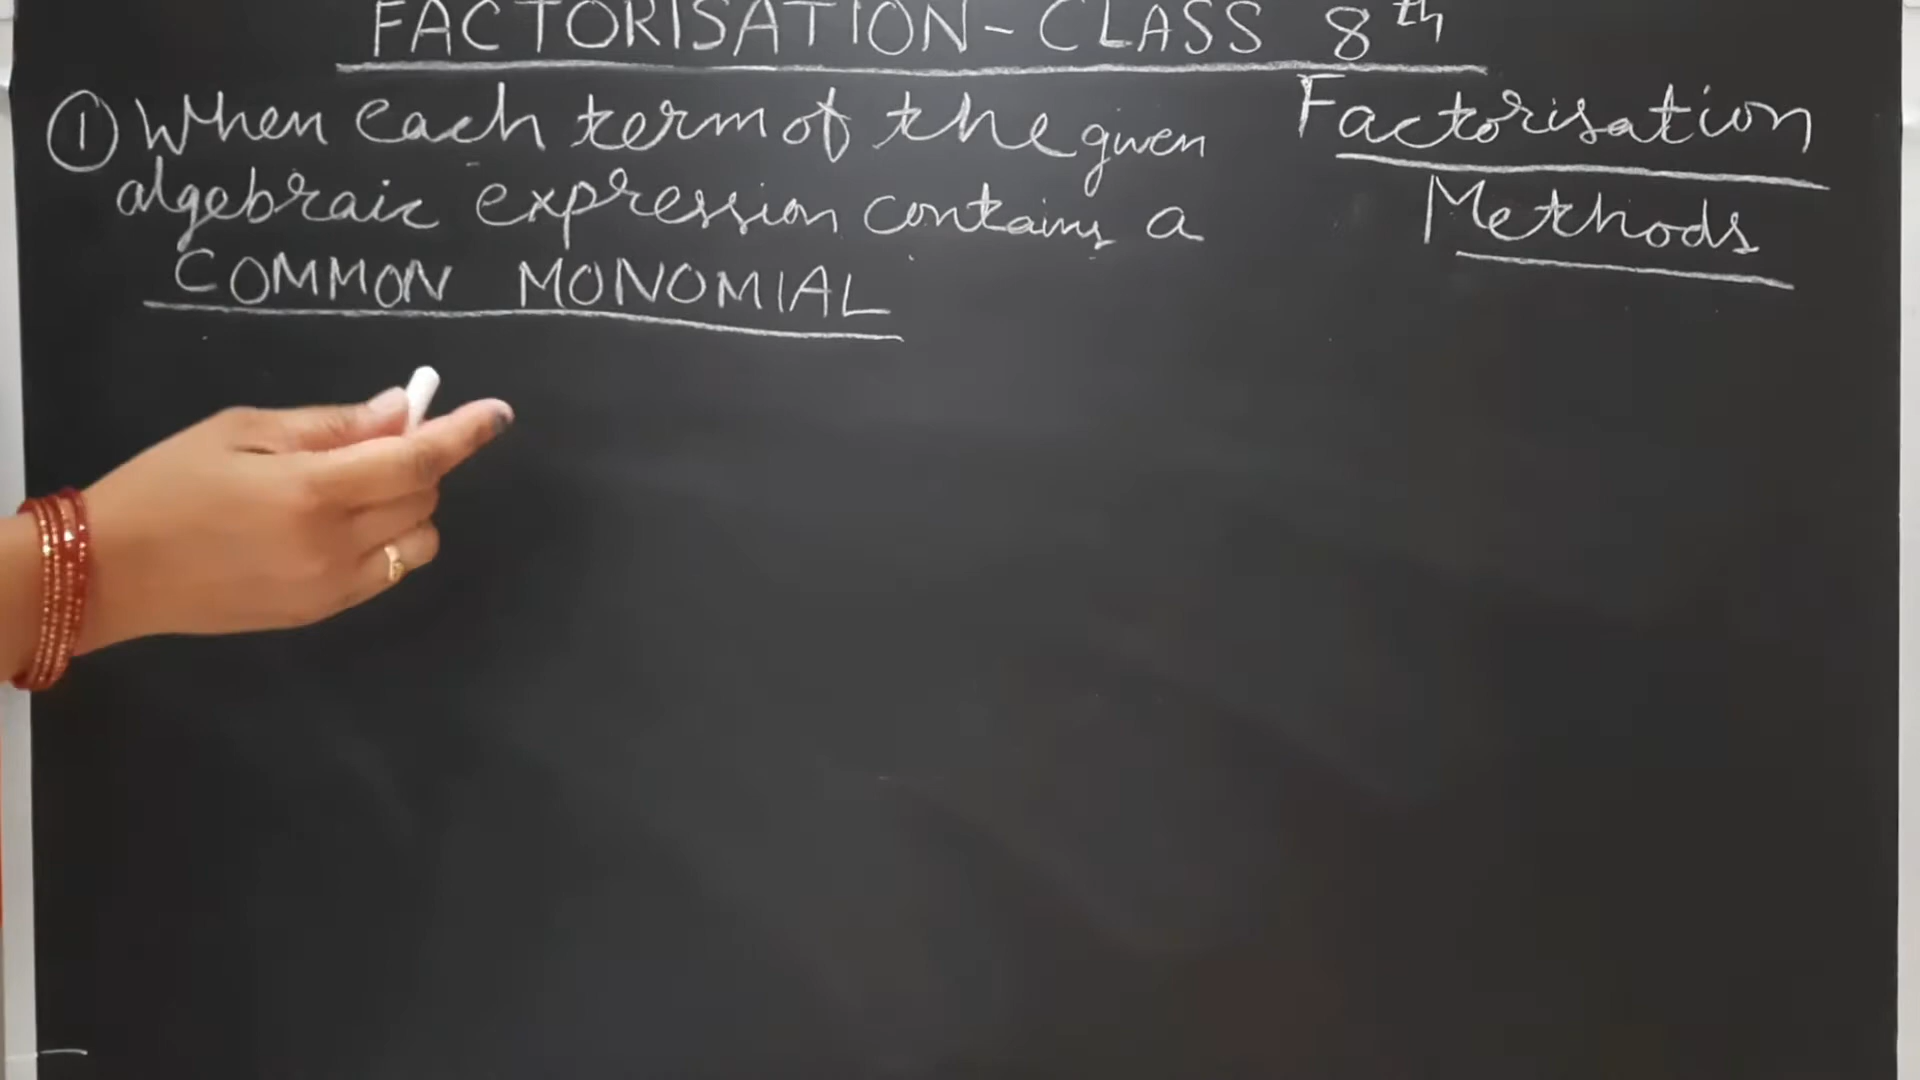 FACTORISATION - CLASS 8th
① When each term of the given
algebraic expression contains a
COMMON MONOMIAL
Factorisation
Methods